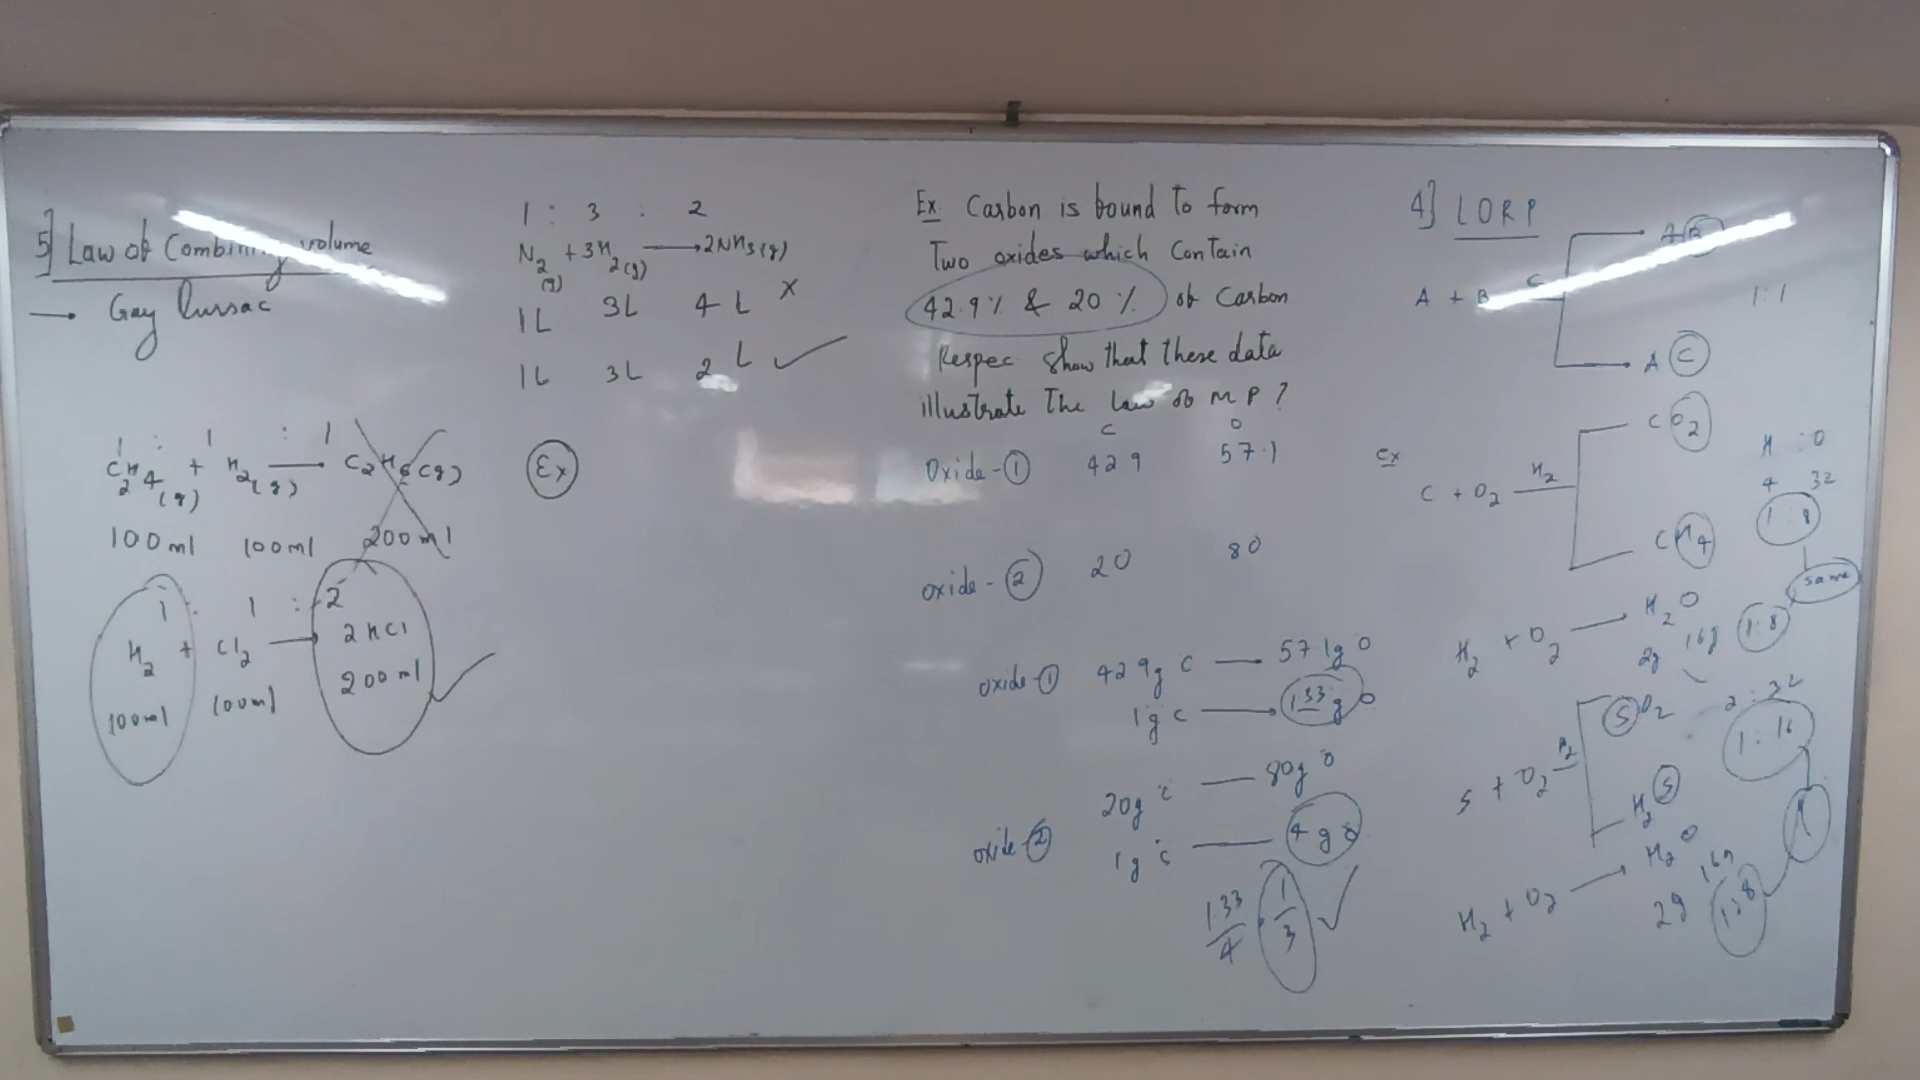 5] Law of Combining volume
→ Gay lussac
1 : 1 : 1
C2H4(g) + H2(g) → C2H6(g)
100ml 100ml 200ml
1 : 1 : 2
H2 + Cl2 → 2HCl
100ml 100ml 200ml
1 : 3 : 2
N2(g) + 3H2(g) → 2NH3(g)
1L 3L 4L x
1L 3L 2L ✓
Ex
Ex Carbon is bound to form
Two oxides which Contain
42.9% & 20% of Carbon
Respec. show that these data
illustrate The law of M P?
C O
Oxide-① 42.9 57.1
oxide-② 20 80
oxide-① 42.9g C → 57.1g O
1g C → 1.33g O
20g C → 80g O
oxide② 1g C → 4g O
1.33/4 1/3 ✓
4] LORP
A + B C
AB
AC
1:1
Ex
C + O2 H2
CO2
CH4
H : O
4 32
1 : 8
same
H2 + O2 → H2O
2g 16g 1:8
S + O2 H2
SO2
H2S
2 : 32
1 : 16
H2 + O2 → H2O
2g 16g
1:8